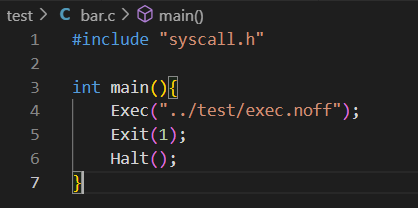 test > C bar.c > main()
1 #include "syscall.h"
2
3 int main(){
4     Exec("../test/exec.noff");
5     Exit(1);
6     Halt();
7 }